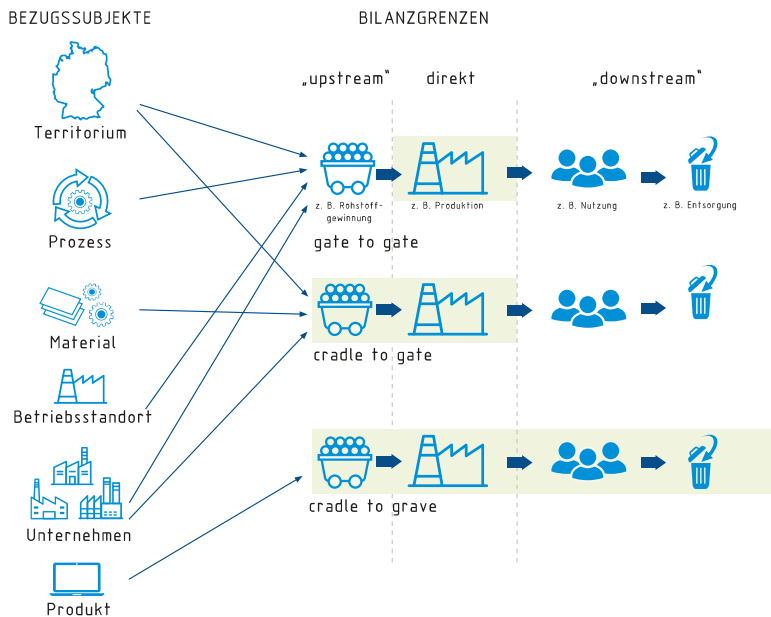 BEZUGSSUBJEKTE
BILANZGRENZEN
„upstream“
direkt
„downstream“
Territorium
z. B. Rohstoff-
gewinnung
z. B. Produktion
z. B. Nutzung
z. B. Entsorgung
Prozess
gate to gate
Material
cradle to gate
Betriebsstandort
cradle to grave
Unternehmen
Produkt